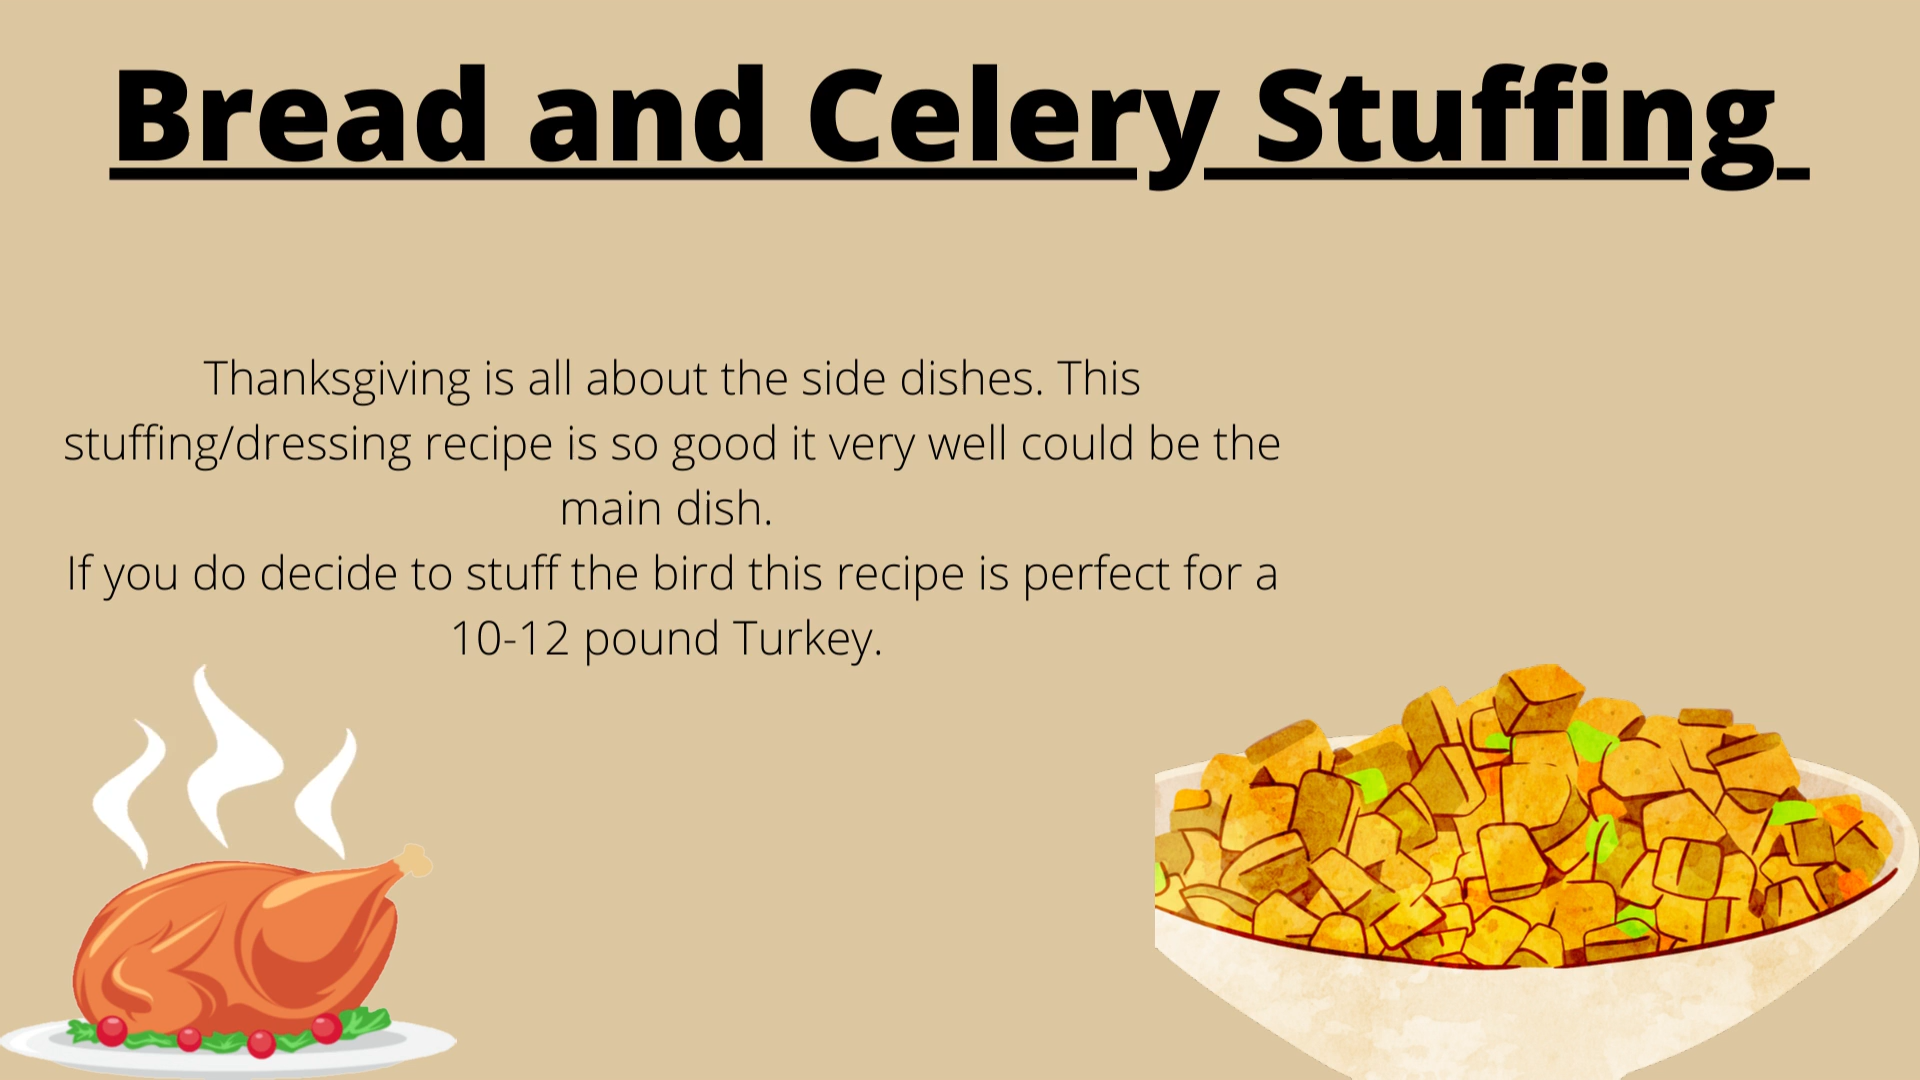 Bread and Celery Stuffing
Thanksgiving is all about the side dishes. This
stuffing/dressing recipe is so good it very well could be the
main dish.
If you do decide to stuff the bird this recipe is perfect for a
10-12 pound Turkey.